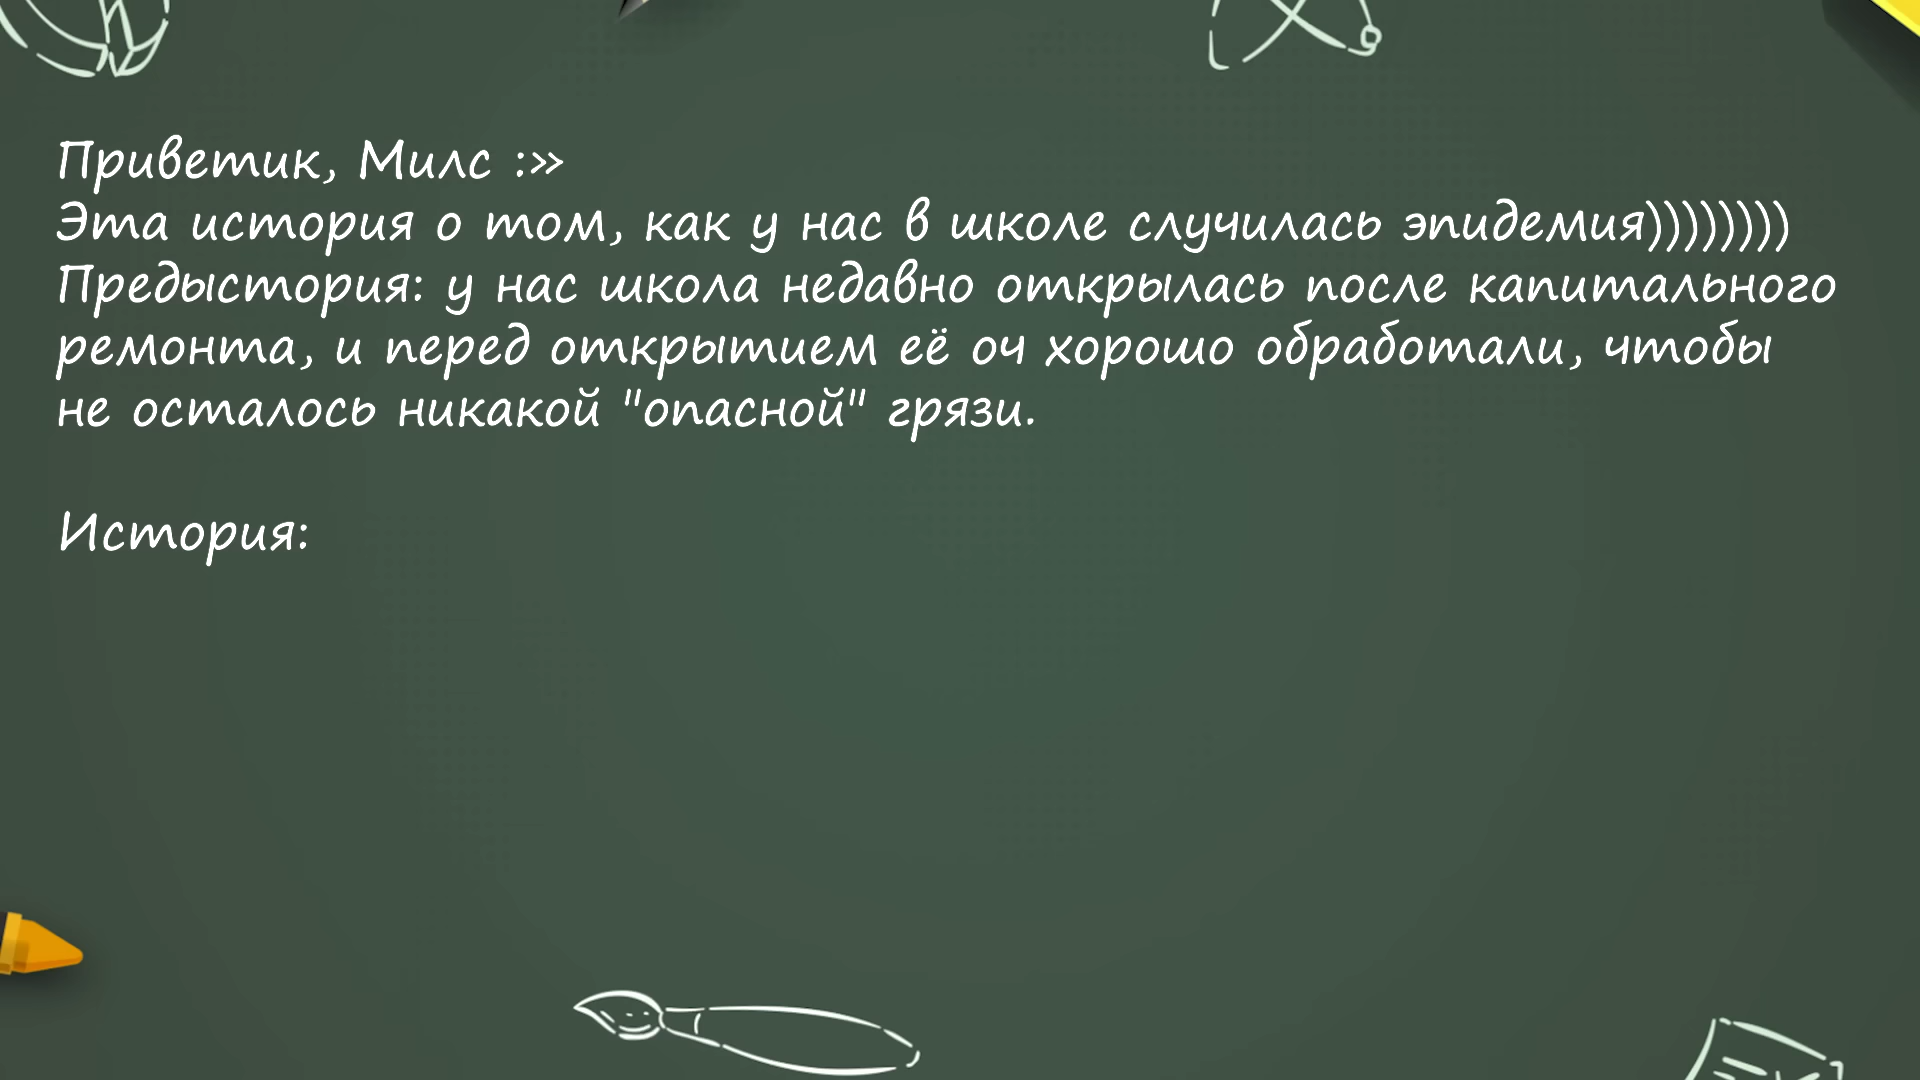 Приветик, Милс :»
Эта история о том, как у нас в школе случилась эпидемия))))))))
Предыстория: у нас школа недавно открылась после капитального
ремонта, и перед открытием её оч хорошо обработали, чтобы
не осталось никакой "опасной" грязи.
История: